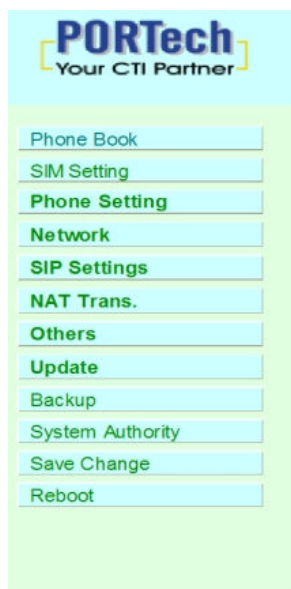 PORTech
Your CTI Partner
Phone Book
SIM Setting
Phone Setting
Network
SIP Settings
NAT Trans.
Others
Update
Backup
System Authority
Save Change
Reboot